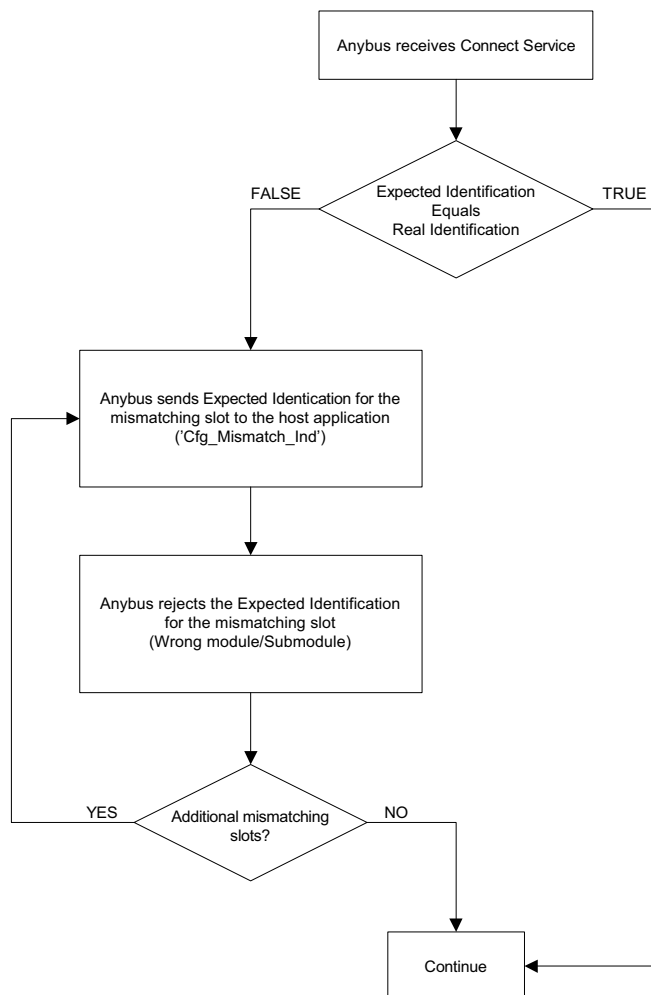 Anybus receives Connect Service
Expected Identification
Equals
Real Identification
FALSE
TRUE
Anybus sends Expected Identication for the
mismatching slot to the host application
('Cfg_Mismatch_Ind')
Anybus rejects the Expected Identification
for the mismatching slot
(Wrong module/Submodule)
YES
Additional mismatching
slots?
NO
Continue